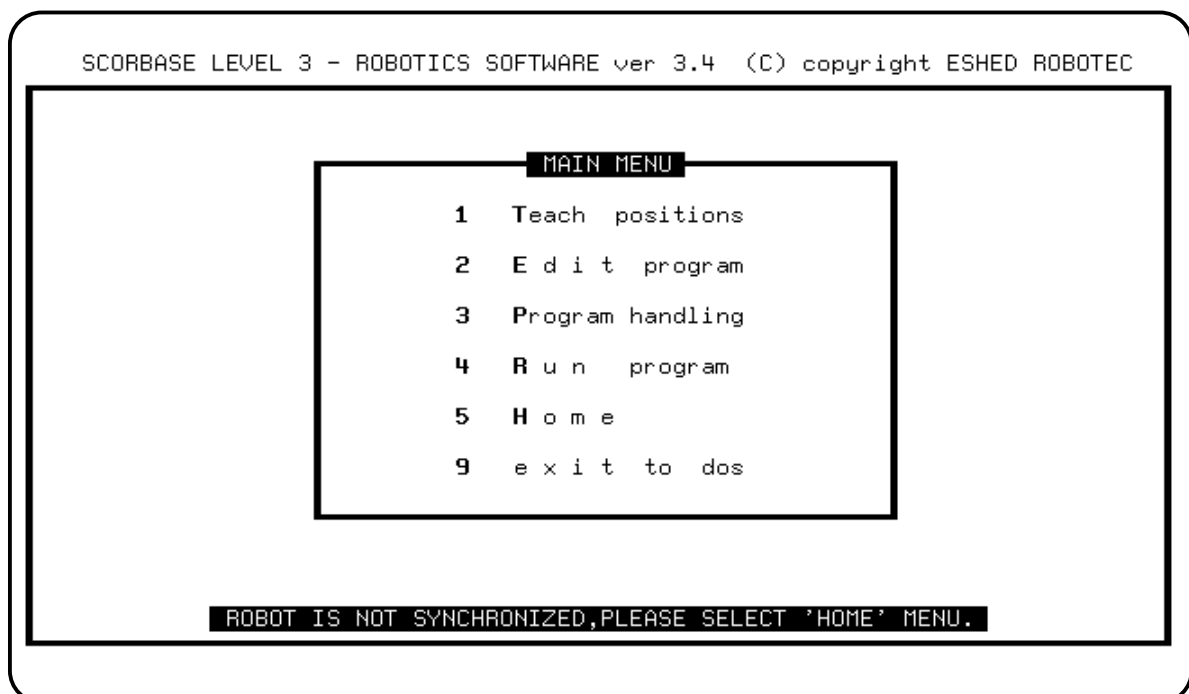 SCORBASE LEVEL 3 - ROBOTICS SOFTWARE ver 3.4 (C) copyright ESHED ROBOTEC
MAIN MENU
1 Teach positions
2 E d i t program
3 Program handling
4 R u n program
5 H o m e
9 e x i t to dos
ROBOT IS NOT SYNCHRONIZED,PLEASE SELECT 'HOME' MENU.